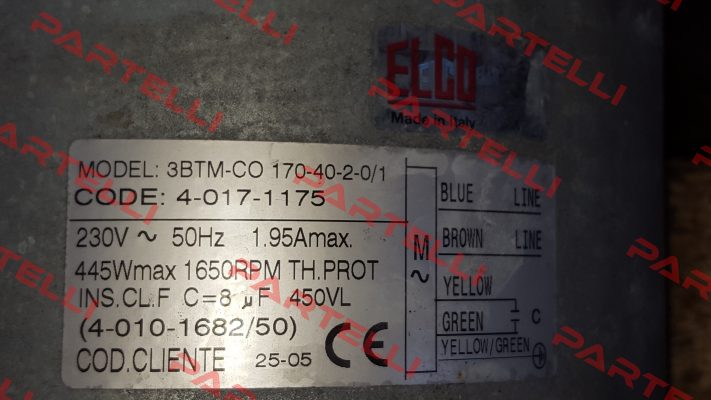 ELCO
Made in Italy
MODEL: 3BTM-CO 170-40-2-0/1
CODE: 4-017-1175
230V ~ 50Hz 1.95Amax.
445Wmax 1650RPM TH.PROT
INS.CL.F C=8 µF 450VL
(4-010-1682/50)
COD.CLIENTE 25-05 CE
M
~
BLUE LINE
BROWN LINE
YELLOW
GREEN C
YELLOW/GREEN
PARTELLI
PARTELLI
PARTELLI
PARTELLI
PARTELLI
PARTELLI
PARTELLI